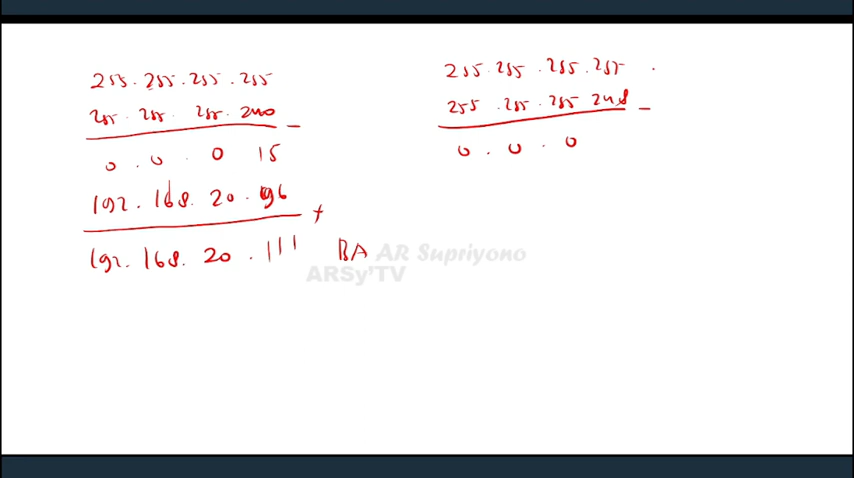 255.255.255.255
255.255.255.240 -
0.0.0 15
192.168.20.96 +
192.168.20.111 BA
255.255.255.255
255.255.255 248 -
0.0.0
AR Supriyono
ARSy'TV